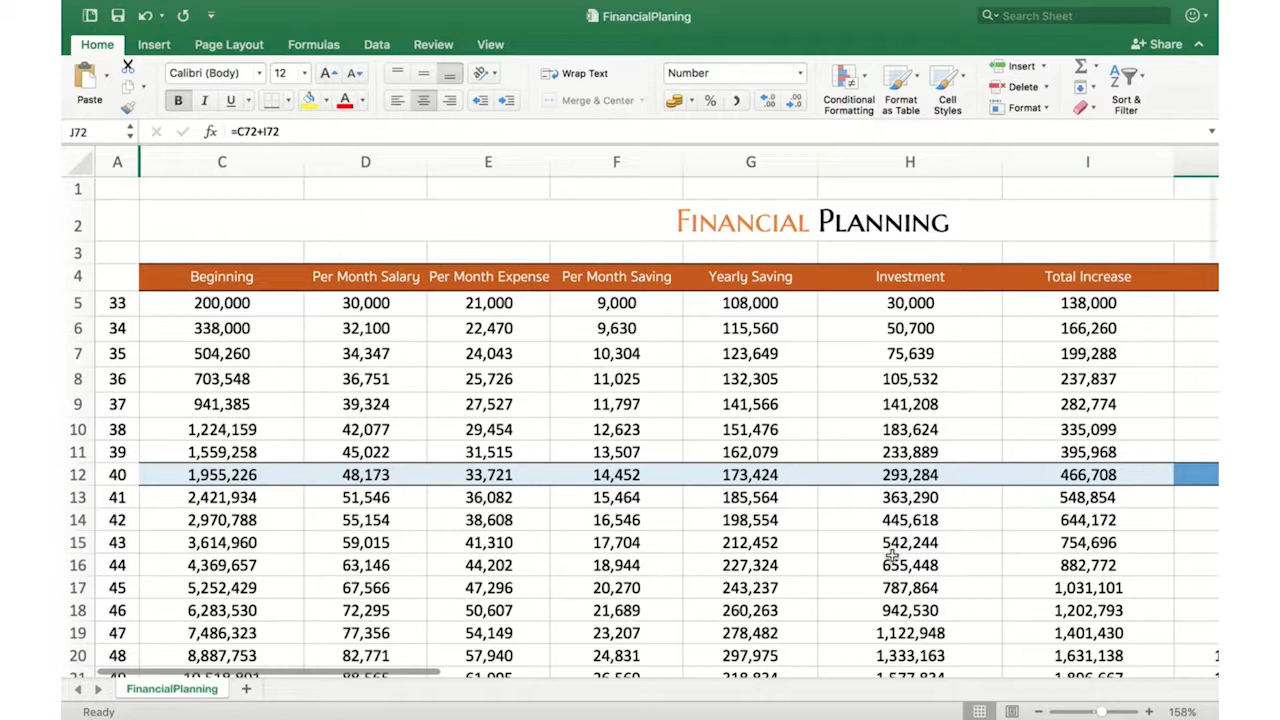 FinancialPlaning
Search Sheet
Home Insert Page Layout Formulas Data Review View
Share
Paste
Calibri (Body) 12
A A
B I U A
Wrap Text
Merge & Center
Number
%
Conditional Formatting
Format as Table
Cell Styles
Insert
Delete
Format
Sort & Filter
J72 fx =C72+I72
A C D E F G H I
1
2 Financial Planning
3
4 Beginning Per Month Salary Per Month Expense Per Month Saving Yearly Saving Investment Total Increase
5 33 200,000 30,000 21,000 9,000 108,000 30,000 138,000
6 34 338,000 32,100 22,470 9,630 115,560 50,700 166,260
7 35 504,260 34,347 24,043 10,304 123,649 75,639 199,288
8 36 703,548 36,751 25,726 11,025 132,305 105,532 237,837
9 37 941,385 39,324 27,527 11,797 141,566 141,208 282,774
10 38 1,224,159 42,077 29,454 12,623 151,476 183,624 335,099
11 39 1,559,258 45,022 31,515 13,507 162,079 233,889 395,968
12 40 1,955,226 48,173 33,721 14,452 173,424 293,284 466,708
13 41 2,421,934 51,546 36,082 15,464 185,564 363,290 548,854
14 42 2,970,788 55,154 38,608 16,546 198,554 445,618 644,172
15 43 3,614,960 59,015 41,310 17,704 212,452 542,244 754,696
16 44 4,369,657 63,146 44,202 18,944 227,324 655,448 882,772
17 45 5,252,429 67,566 47,296 20,270 243,237 787,864 1,031,101
18 46 6,283,530 72,295 50,607 21,689 260,263 942,530 1,202,793
19 47 7,486,323 77,356 54,149 23,207 278,482 1,122,948 1,401,430
20 48 8,887,753 82,771 57,940 24,831 297,975 1,333,163 1,631,138
FinancialPlanning
Ready
158%